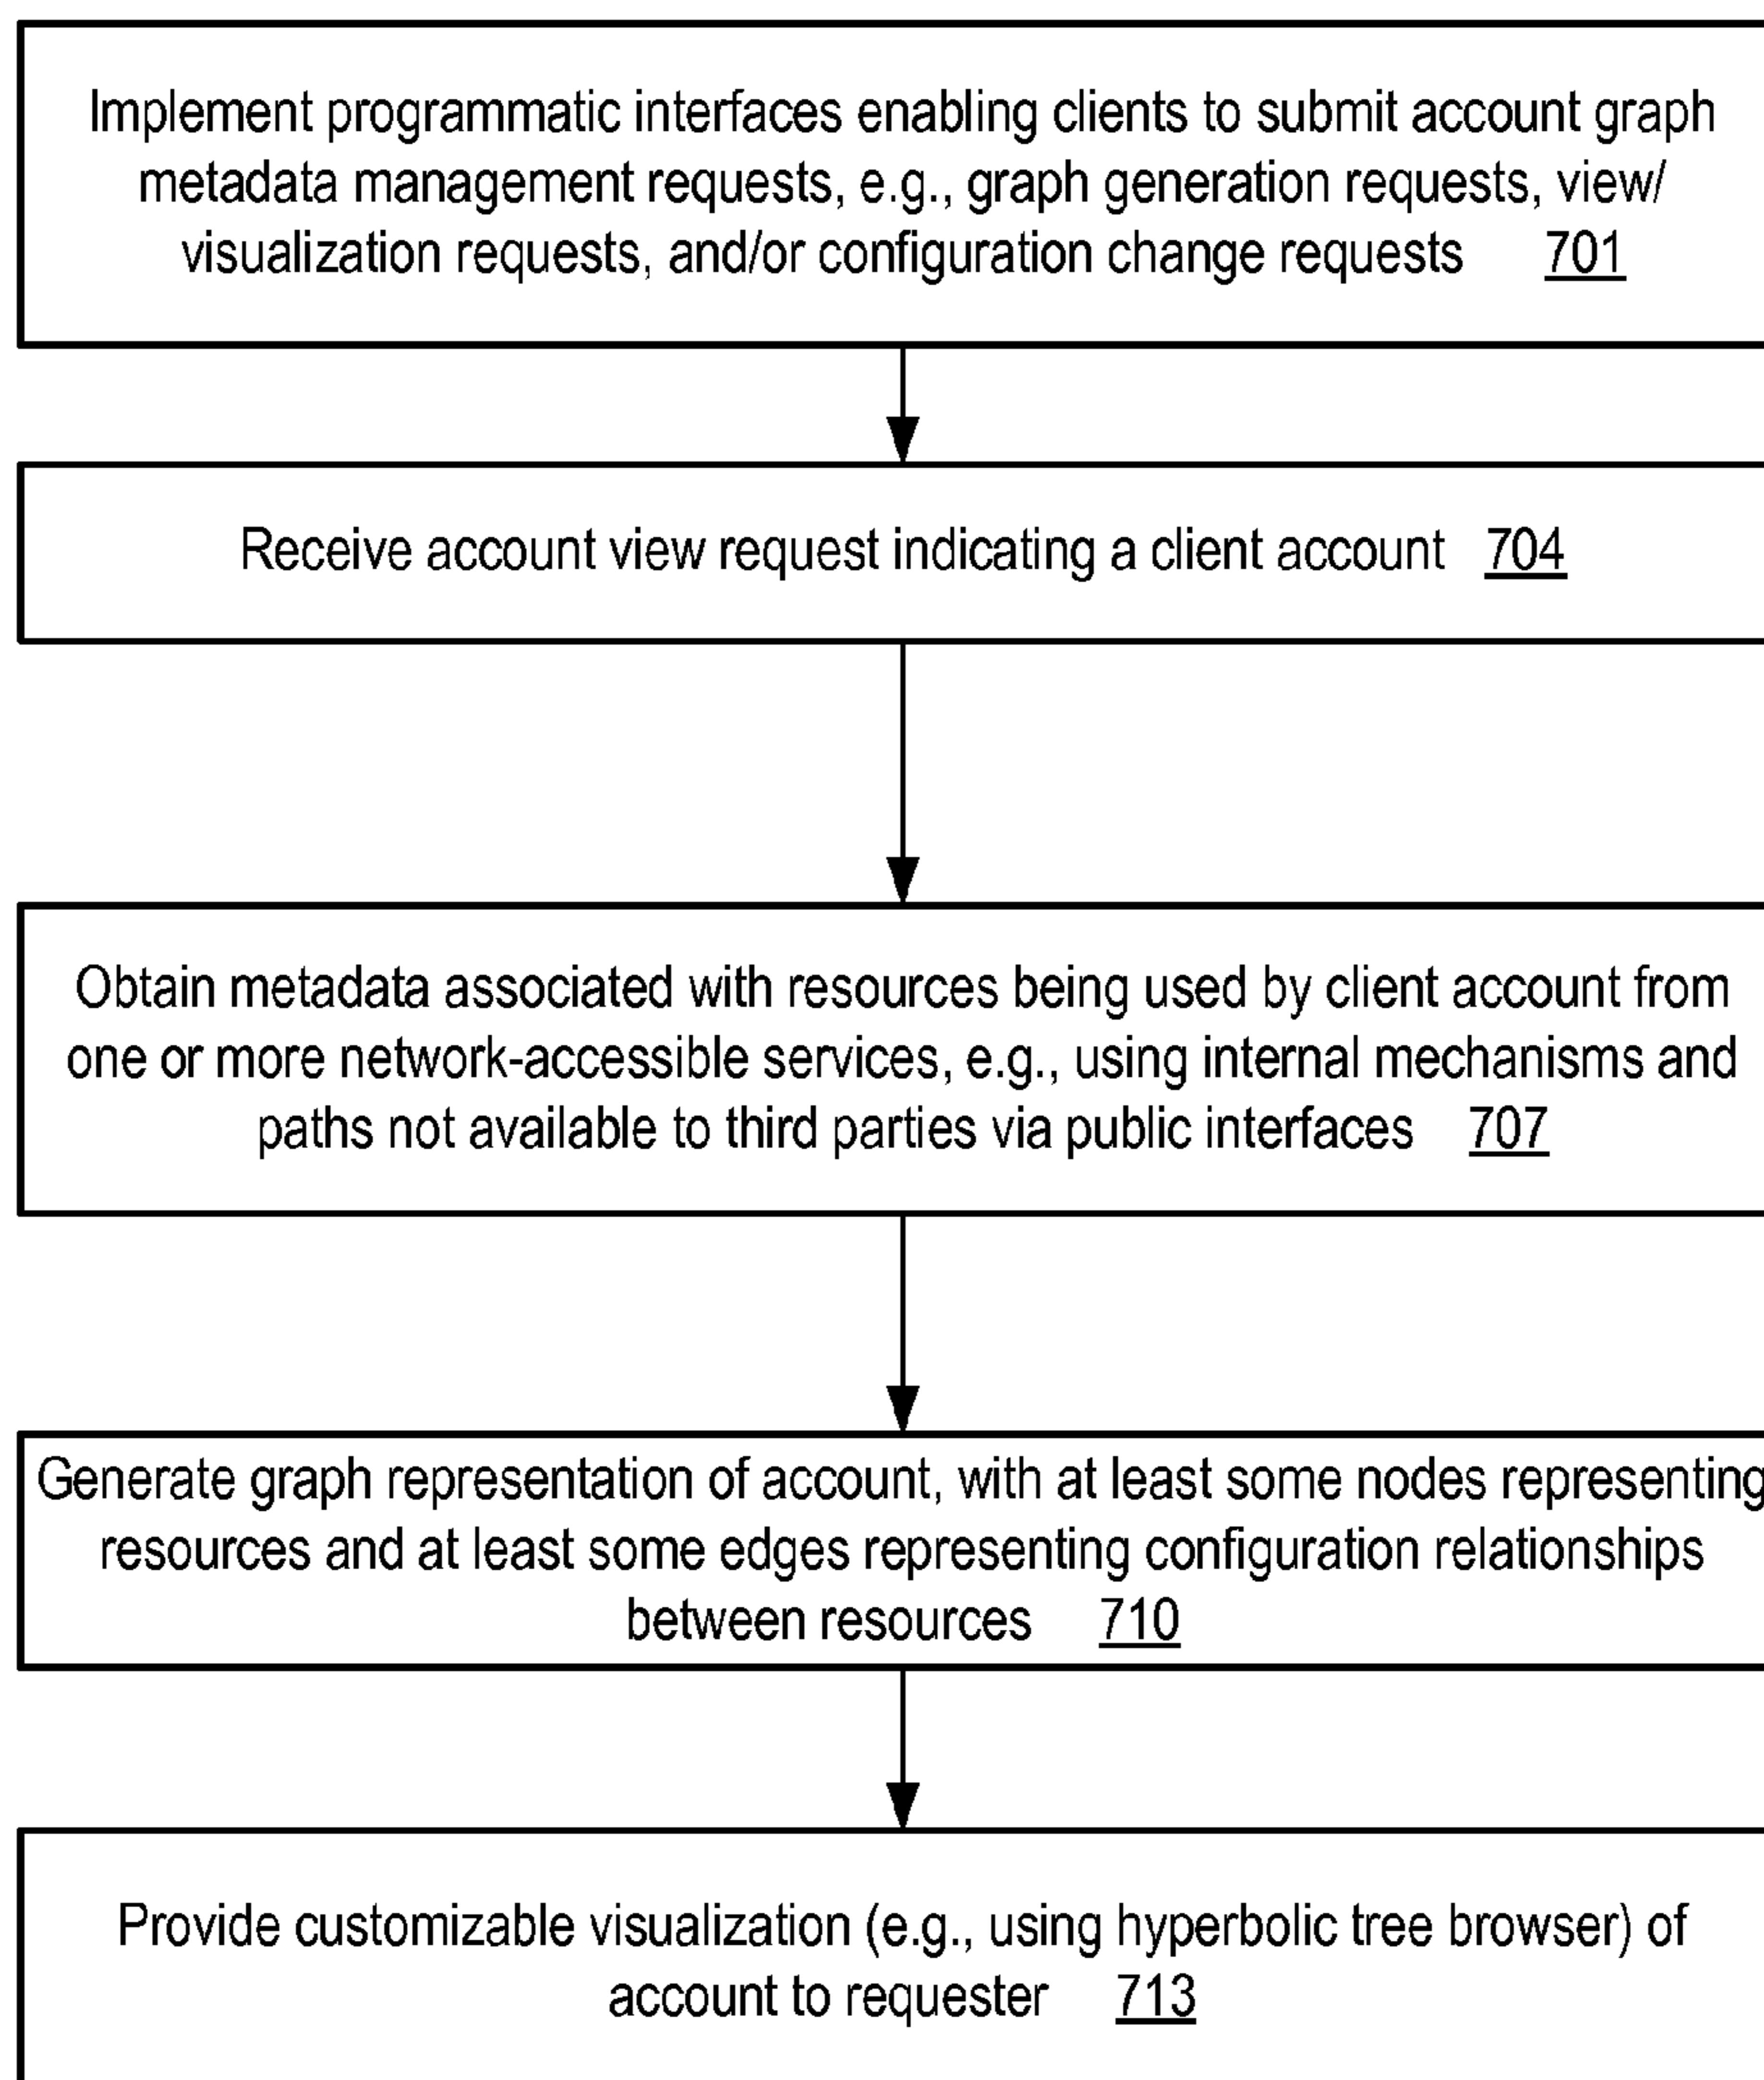 Implement programmatic interfaces enabling clients to submit account graph
metadata management requests, e.g., graph generation requests, view/
visualization requests, and/or configuration change requests 701
Receive account view request indicating a client account 704
Obtain metadata associated with resources being used by client account from
one or more network-accessible services, e.g., using internal mechanisms and
paths not available to third parties via public interfaces 707
Generate graph representation of account, with at least some nodes representing
resources and at least some edges representing configuration relationships
between resources 710
Provide customizable visualization (e.g., using hyperbolic tree browser) of
account to requester 713